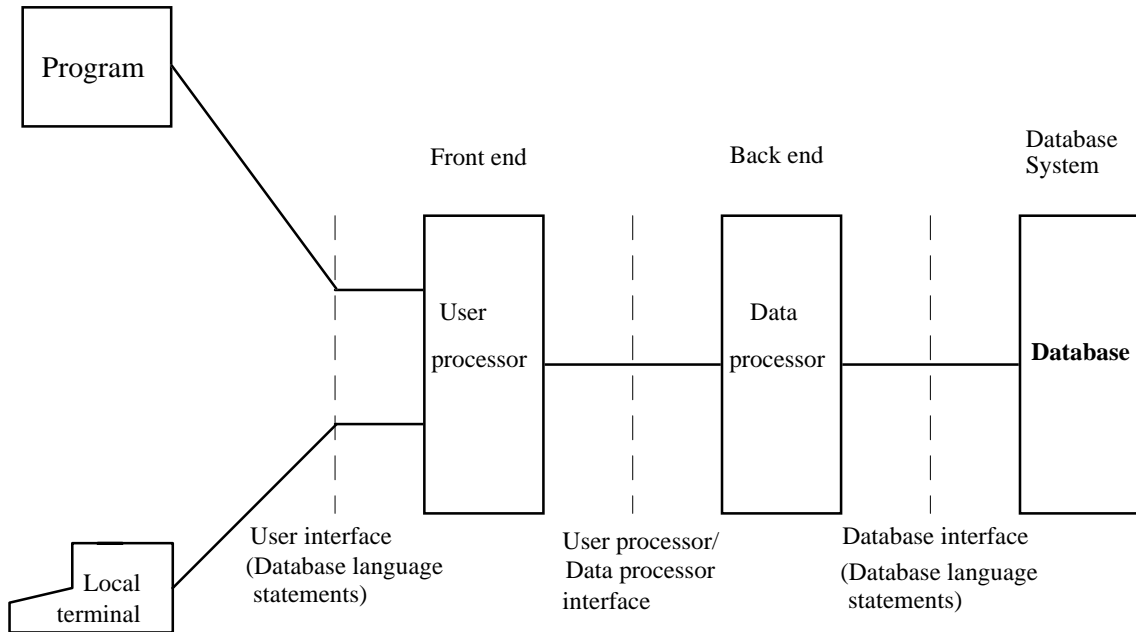 Program
Front end
Back end
Database
System
User
processor
Data
processor
Database
User interface
(Database language
statements)
User processor/
Data processor
interface
Database interface
(Database language
statements)
Local
terminal